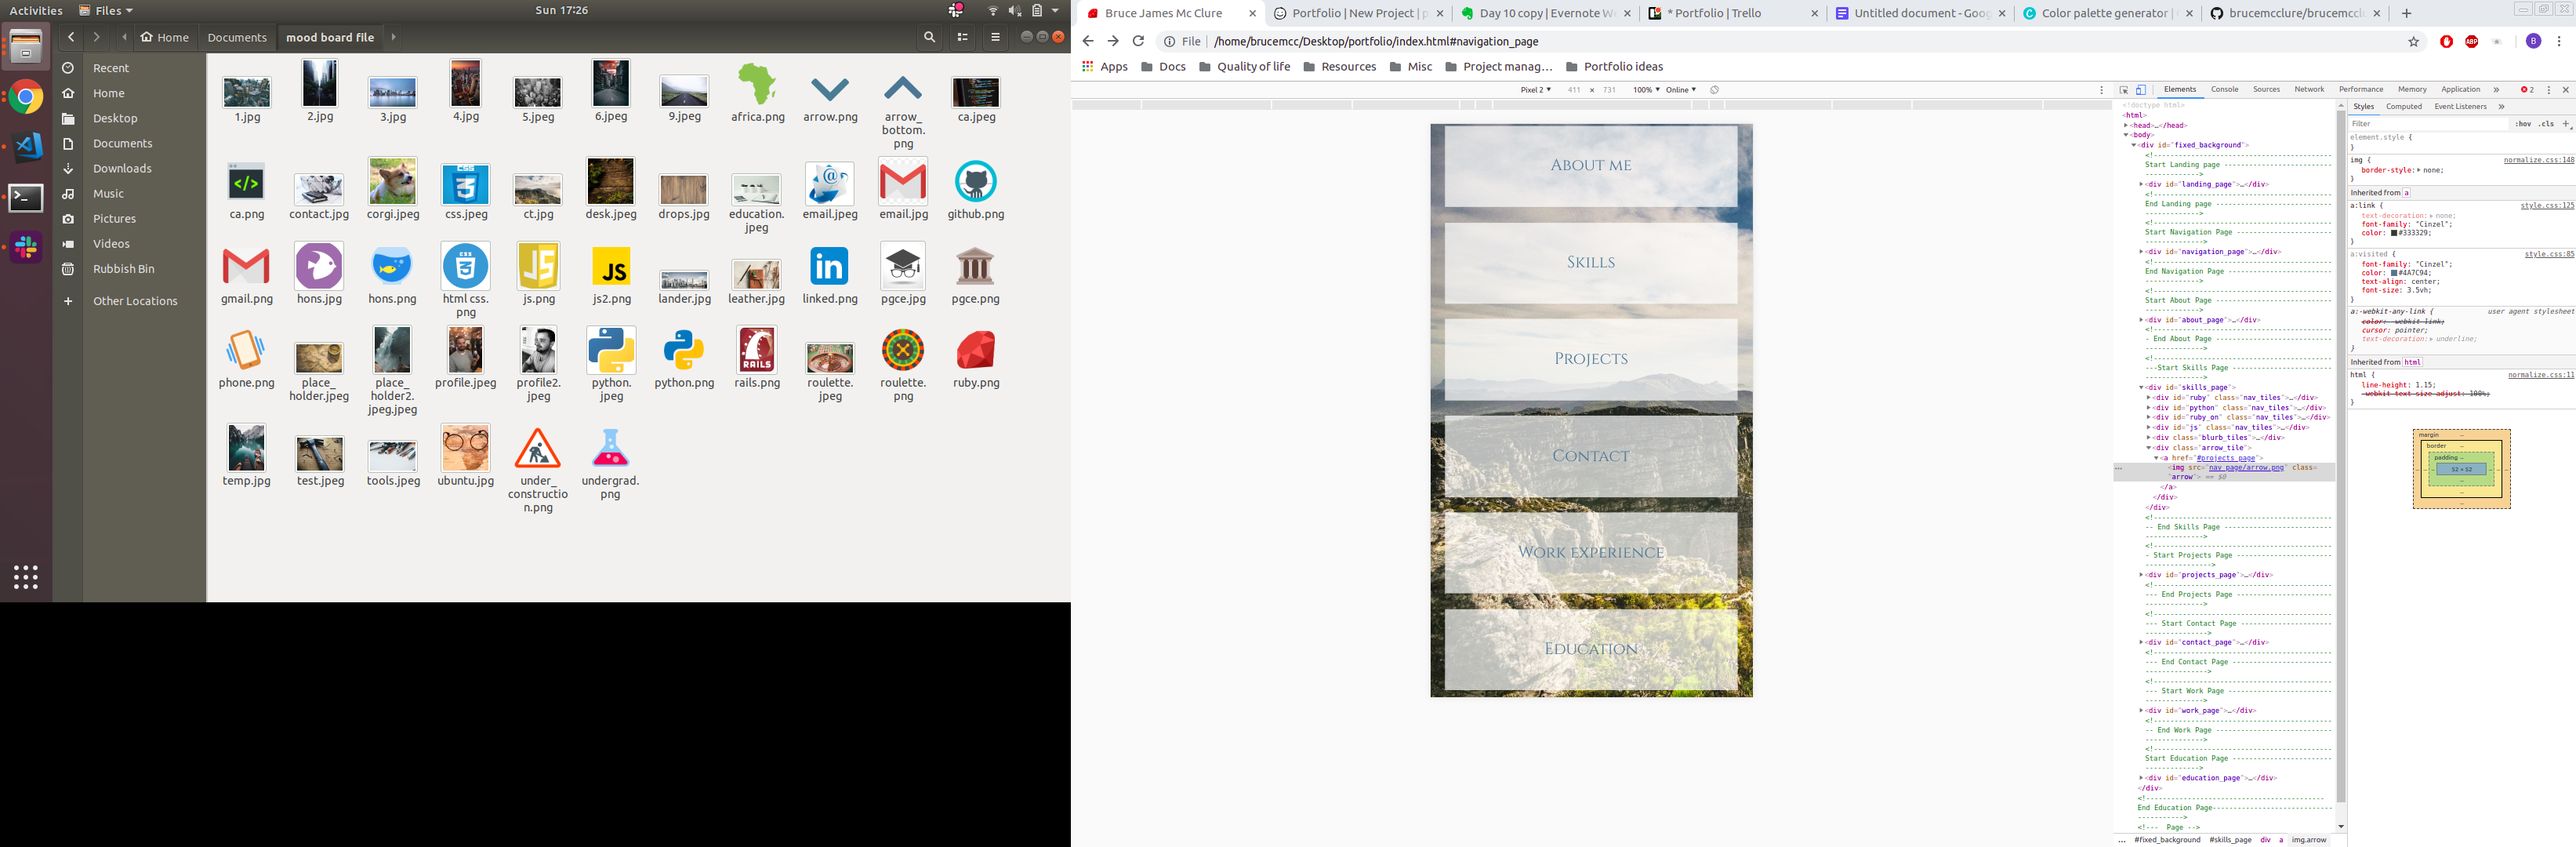 Activities Files Sun 17:26
Home Documents mood board file
Recent
Home
Desktop
Documents
Downloads
Music
Pictures
Videos
Rubbish Bin
Other Locations
1.jpg 2.jpg 3.jpg 4.jpg 5.jpeg 6.jpeg 9.jpeg africa.png arrow.png arrow_bottom.png ca.jpeg
ca.png contact.jpg corgi.jpeg css.jpeg ct.jpg desk.jpeg drops.jpg education.jpeg email.jpeg email.jpg github.png
gmail.png hons.jpg hons.png html css.png js.png js2.png lander.jpg leather.jpg linked.png pgce.jpg pgce.png
phone.png place_holder.jpeg place_holder2.jpeg.jpeg profile.jpeg profile2.jpeg python.jpeg python.png rails.png roulette.jpeg roulette.png ruby.png
temp.jpg test.jpeg tools.jpeg ubuntu.jpg under_construction.png undergrad.png
Bruce James Mc Clure Portfolio | New Project | p Day 10 copy | Evernote We * Portfolio | Trello Untitled document - Goog Color palette generator | brucemcclure/brucemcclu
File /home/brucemcc/Desktop/portfolio/index.html#navigation_page
Apps Docs Quality of life Resources Misc Project manag... Portfolio ideas
Pixel 2 411 × 731 100% Online
About me
Skills
Projects
Contact
Work experience
Education
Elements Console Sources Network Performance Memory Application 2
<!doctype html>
<html>
<head>…</head>
<body>
<div id="fixed_background">
Start Landing page
<div id="landing_page">…</div>
End Landing page
Start Navigation Page
<div id="navigation_page">…</div>
End Navigation Page
Start About Page
<div id="about_page">…</div>
- End About Page
---Start Skills Page
<div id="skills_page">
<div id="ruby" class="nav_tiles">…</div>
<div id="python" class="nav_tiles">…</div>
<div id="ruby_on" class="nav_tiles">…</div>
<div id="js" class="nav_tiles">…</div>
<div class="blurb_tiles">…</div>
<div class="arrow_tile">
<a href="#projects_page">
<img src="nav_page/arrow.png" class=
"arrow"> == $0
</a>
</div>
</div>
-- End Skills Page
- Start Projects Page
<div id="projects_page">…</div>
--- End Projects Page
--- Start Contact Page
<div id="contact_page">…</div>
--- End Contact Page
--- Start Work Page
<div id="work_page">…</div>
-- End Work Page
Start Education Page
<div id="education_page">…</div>
</div>
End Education Page
<!--- Page -->
… #fixed_background #skills_page div a img.arrow
Styles Computed Event Listeners
Filter :hov .cls +
element.style {
}
img { normalize.css:148
border-style: none;
}
Inherited from a
a:link { style.css:125
text-decoration: none;
font-family: "Cinzel";
color: #333329;
}
a:visited { style.css:85
font-family: "Cinzel";
color: #4A7C94;
text-align: center;
font-size: 3.5vh;
}
a:-webkit-any-link { user agent stylesheet
color: -webkit-link;
cursor: pointer;
text-decoration: underline;
}
Inherited from html
html { normalize.css:11
line-height: 1.15;
-webkit-text-size-adjust: 100%;
}
margin –
border –
padding –
52 × 52